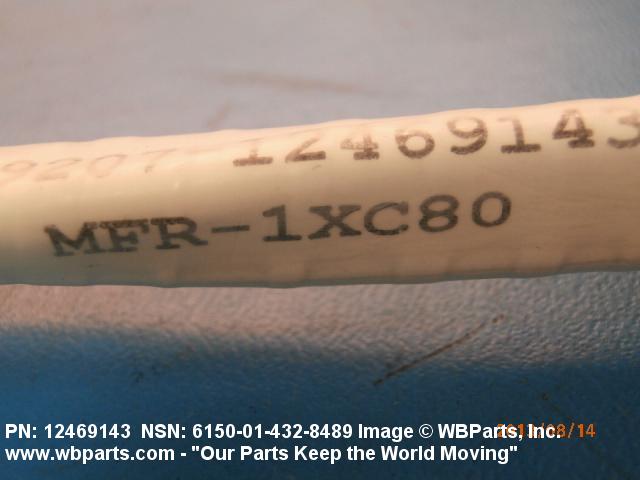 9207 12469143
MFR-1XC80
PN: 12469143 NSN: 6150-01-432-8489 Image © WBParts, Inc.
www.wbparts.com - "Our Parts Keep the World Moving"